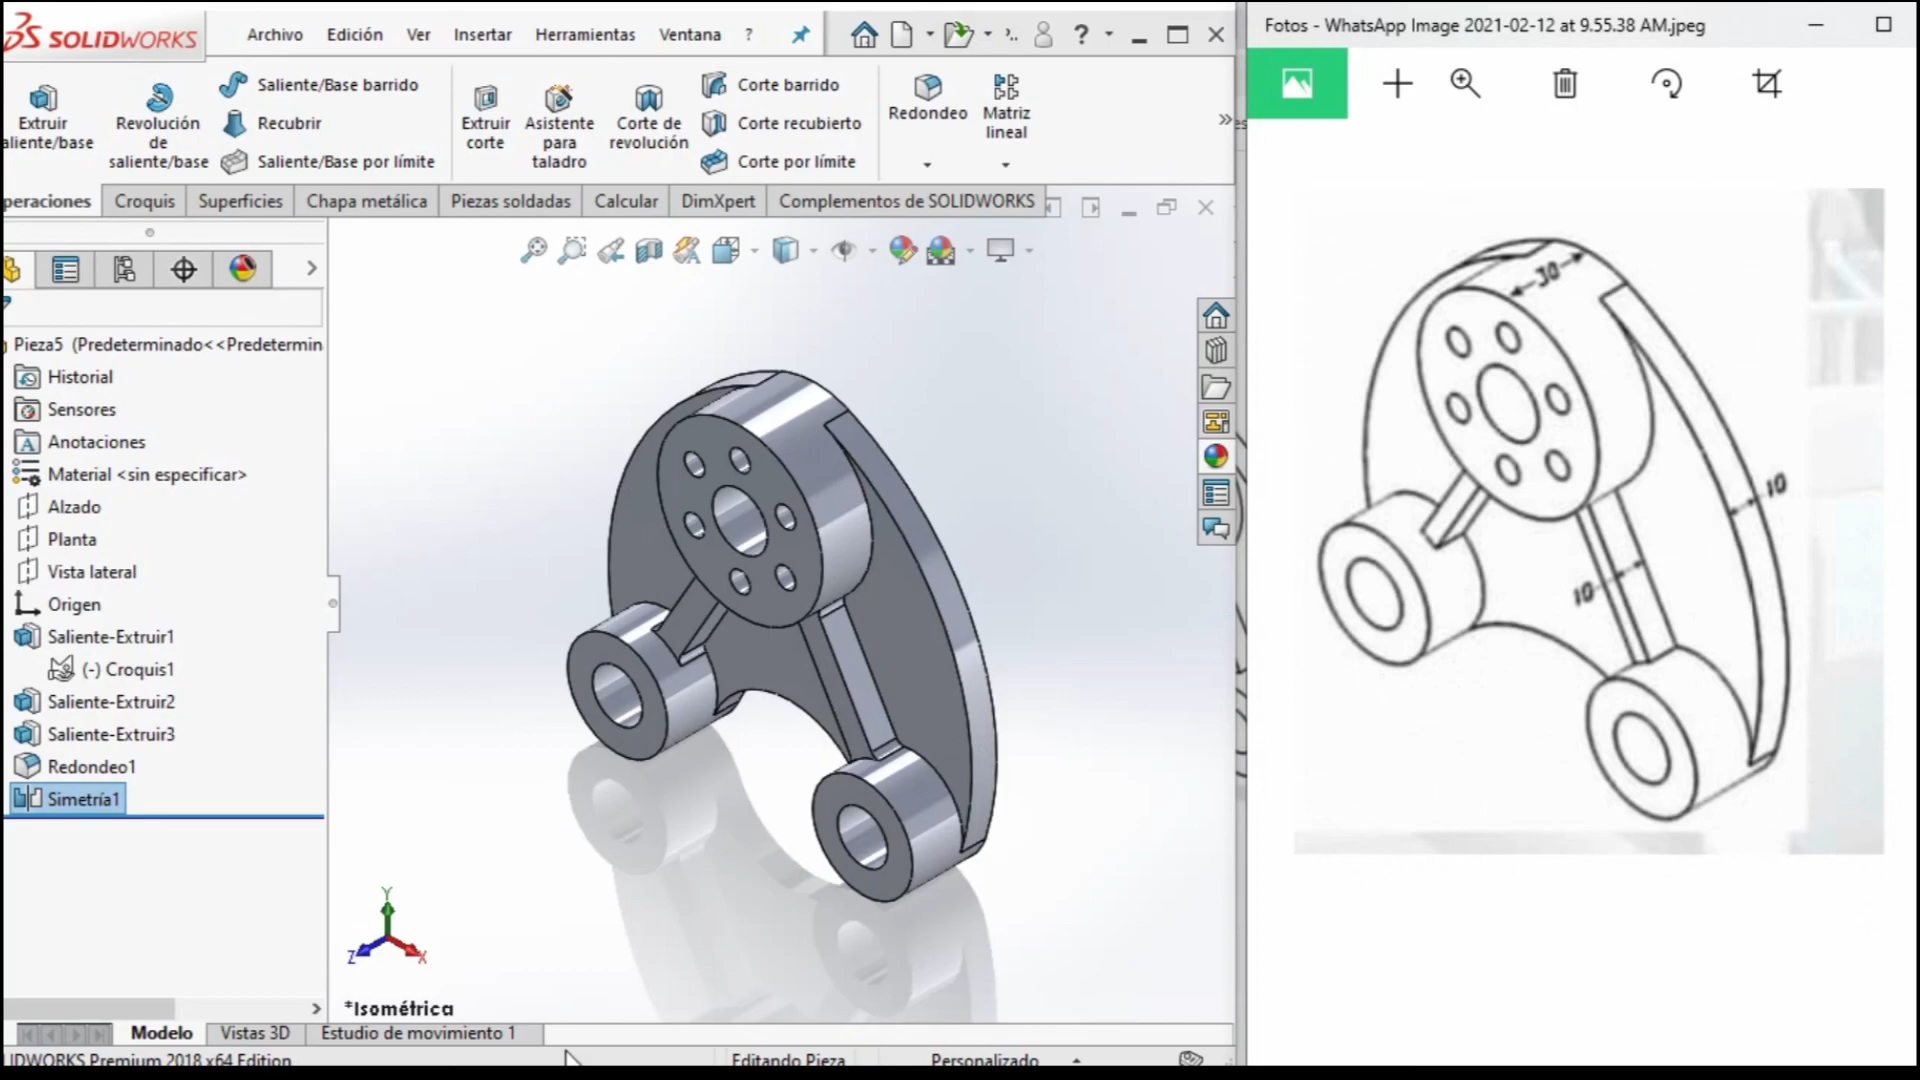 SOLIDWORKS
Archivo Edición Ver Insertar Herramientas Ventana ?
Fotos - WhatsApp Image 2021-02-12 at 9.55.38 AM.jpeg
Extruir
aliente/base
Revolución
de
saliente/base
Saliente/Base barrido
Recubrir
Saliente/Base por límite
Extruir
corte
Asistente
para
taladro
Corte de
revolución
Corte barrido
Corte recubierto
Corte por límite
Redondeo
Matriz
lineal
peraciones Croquis Superficies Chapa metálica Piezas soldadas Calcular DimXpert Complementos de SOLIDWORKS
Pieza5 (Predeterminado<<Predetermin
Historial
Sensores
Anotaciones
Material <sin especificar>
Alzado
Planta
Vista lateral
Origen
Saliente-Extruir1
(-) Croquis1
Saliente-Extruir2
Saliente-Extruir3
Redondeo1
Simetría1
Y
Z
X
*Isométrica
Modelo Vistas 3D Estudio de movimiento 1
LIDWORKS Premium 2018 x64 Edition
Editando Pieza
Personalizado
30
10
10